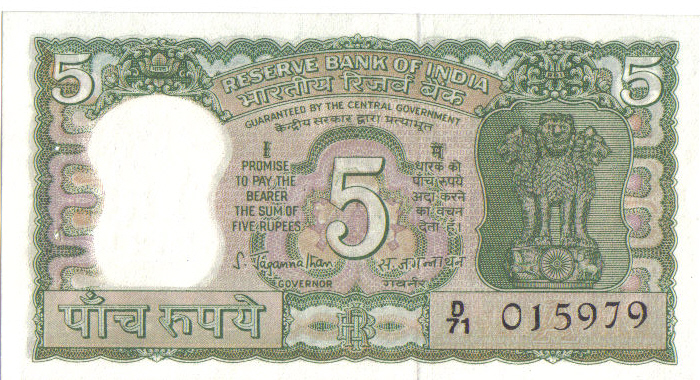 5 5
RESERVE BANK OF INDIA
भारतीय रिज़र्व बैंक
GUARANTEED BY THE CENTRAL GOVERNMENT
केन्द्रीय सरकार द्वारा प्रत्याभूत
I
PROMISE
TO PAY THE
BEARER
THE SUM OF
FIVE RUPEES
5
मैं
धारक को
पाँच रुपये
अदा करने
का वचन
देता हूँ।
S. Jagannathan
स. जगन्नाथन
GOVERNOR
गवर्नर
पाँच रुपये
D/71 015979